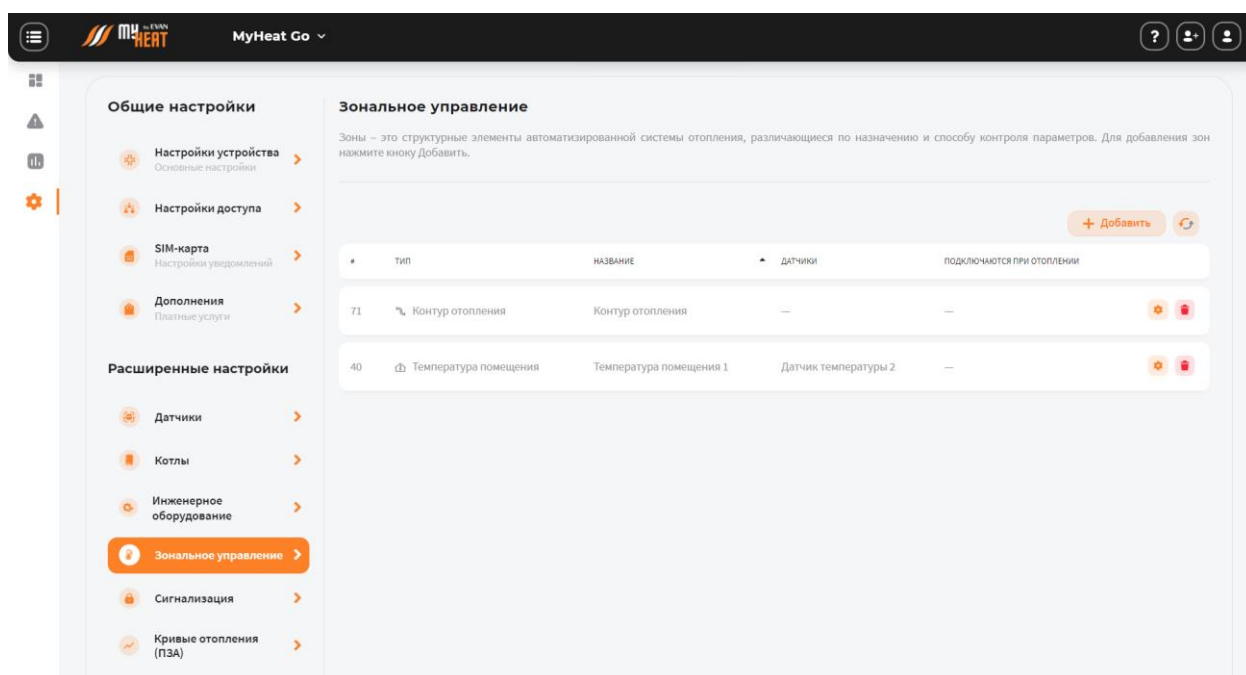 MYHEAT by EVAN
MyHeat Go
Общие настройки
Настройки устройства
Основные настройки
Настройки доступа
SIM-карта
Настройки уведомлений
Дополнения
Платные услуги
Расширенные настройки
Датчики
Котлы
Инженерное
оборудование
Зональное управление
Сигнализация
Кривые отопления
(ПЗА)
Зональное управление
Зоны – это структурные элементы автоматизированной системы отопления, различающиеся по назначению и способу контроля параметров. Для добавления зон
нажмите кноку Добавить.
+ Добавить
# ТИП НАЗВАНИЕ ДАТЧИКИ ПОДКЛЮЧАЮТСЯ ПРИ ОТОПЛЕНИИ
71 Контур отопления Контур отопления — —
40 Температура помещения Температура помещения 1 Датчик температуры 2 —